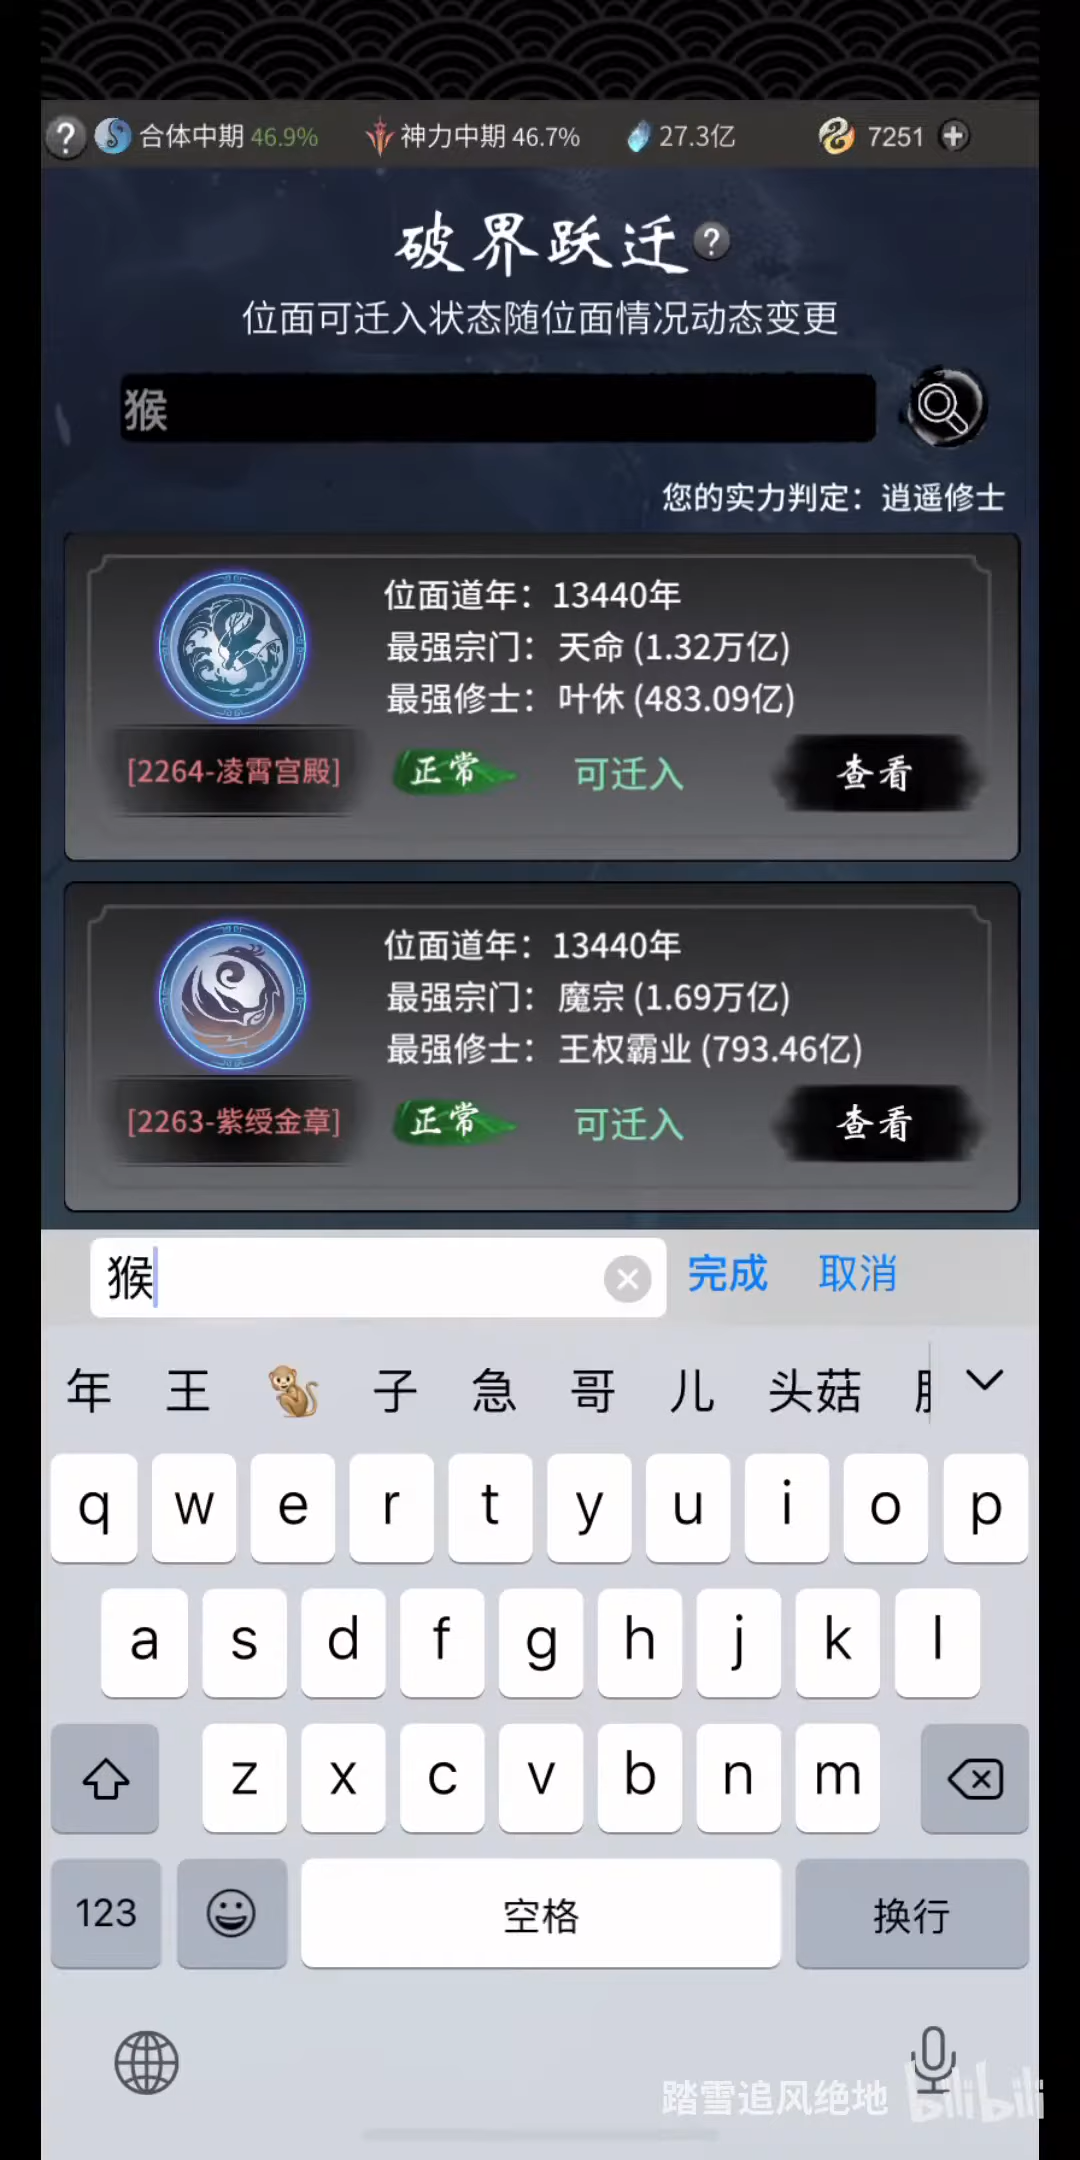 合体中期 46.9% 神力中期 46.7% 27.3亿 7251
破界跃迁
位面可迁入状态随位面情况动态变更
猴
您的实力判定：逍遥修士
位面道年：13440年
最强宗门：天命 (1.32万亿)
最强修士：叶休 (483.09亿)
[2264-凌霄宫殿] 正常 可迁入 查看
位面道年：13440年
最强宗门：魔宗 (1.69万亿)
最强修士：王权霸业 (793.46亿)
[2263-紫绶金章] 正常 可迁入 查看
猴 完成 取消
年 王 子 急 哥 儿 头菇
q w e r t y u i o p
a s d f g h j k l
z x c v b n m
123 空格 换行
踏雪追风绝地 bilibili